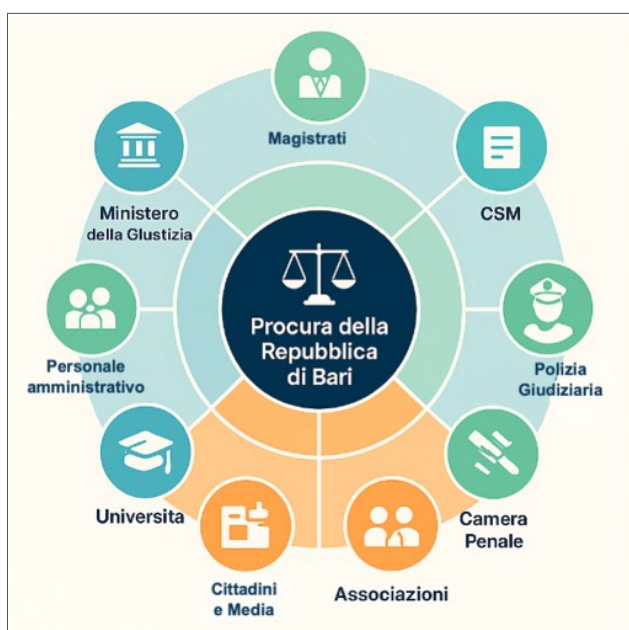 Magistrati
CSM
Ministero
della Giustizia
Procura della
Repubblica
di Bari
Personale
amministrativo
Polizia
Giudiziaria
Universita
Camera
Penale
Cittadini
e Media
Associazioni